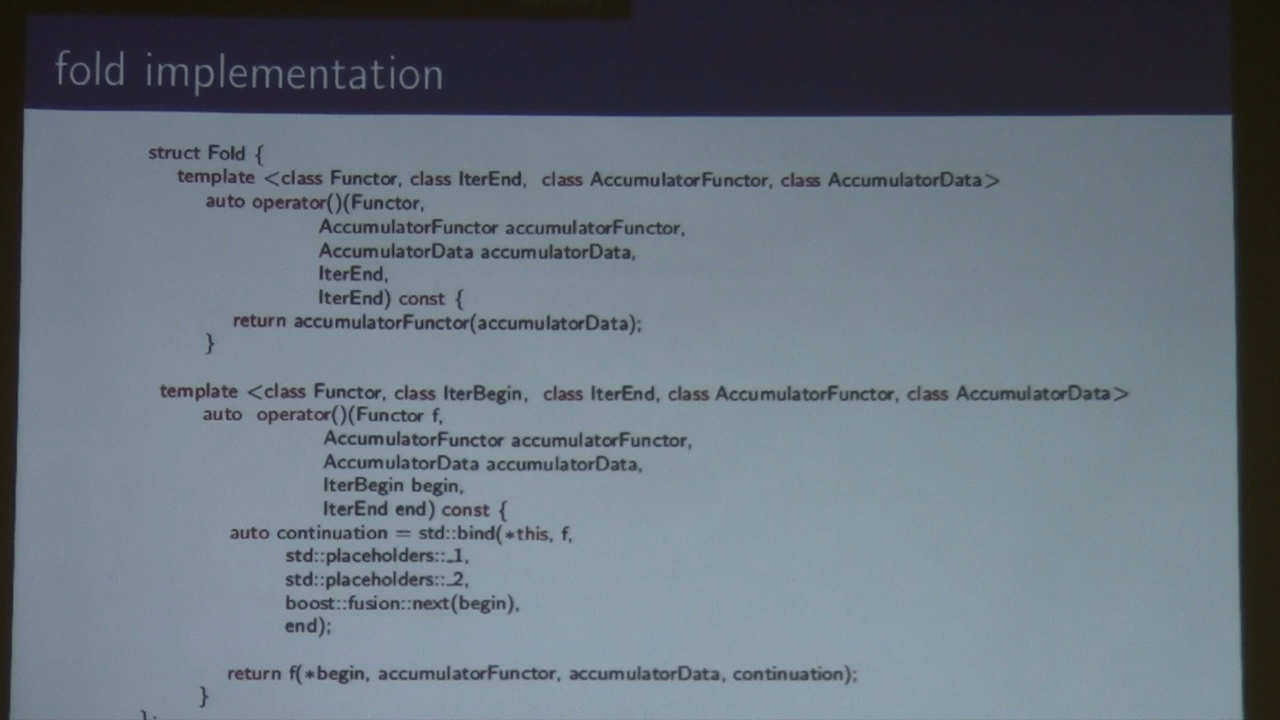 fold implementation
struct Fold {
template <class Functor, class IterEnd, class AccumulatorFunctor, class AccumulatorData>
auto operator()(Functor,
AccumulatorFunctor accumulatorFunctor,
AccumulatorData accumulatorData,
IterEnd,
IterEnd) const {
return accumulatorFunctor(accumulatorData);
}
template <class Functor, class IterBegin, class IterEnd, class AccumulatorFunctor, class AccumulatorData>
auto operator()(Functor f,
AccumulatorFunctor accumulatorFunctor,
AccumulatorData accumulatorData,
IterBegin begin,
IterEnd end) const {
auto continuation = std::bind(*this, f,
std::placeholders::_1,
std::placeholders::_2,
boost::fusion::next(begin),
end);
return f(*begin, accumulatorFunctor, accumulatorData, continuation);
}
};